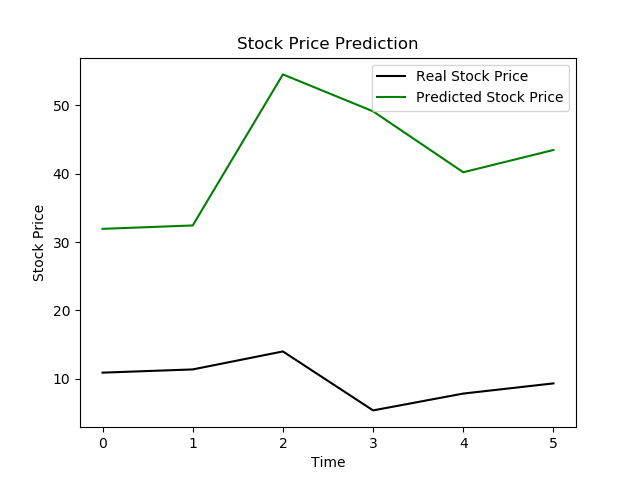 Stock Price Prediction
Real Stock Price
Predicted Stock Price
Stock Price
50
40
30
20
10
0 1 2 3 4 5
Time